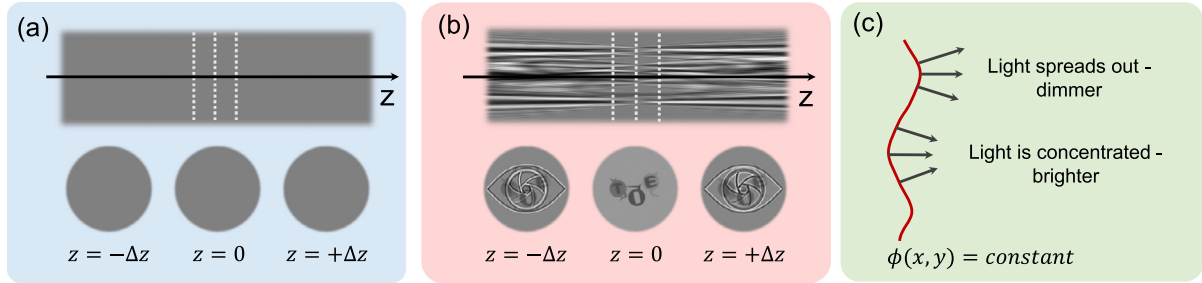 (a)
z
z = −Δz
z = 0
z = +Δz
(b)
z
T
O
E
z = −Δz
z = 0
z = +Δz
(c)
Light spreads out -
dimmer
Light is concentrated -
brighter
ϕ(x, y) = constant